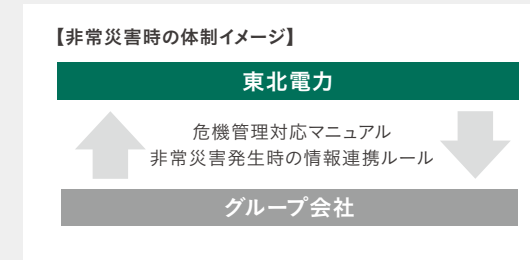 【非常災害時の体制イメージ】
東北電力
危機管理対応マニュアル
非常災害発生時の情報連携ルール
グループ会社